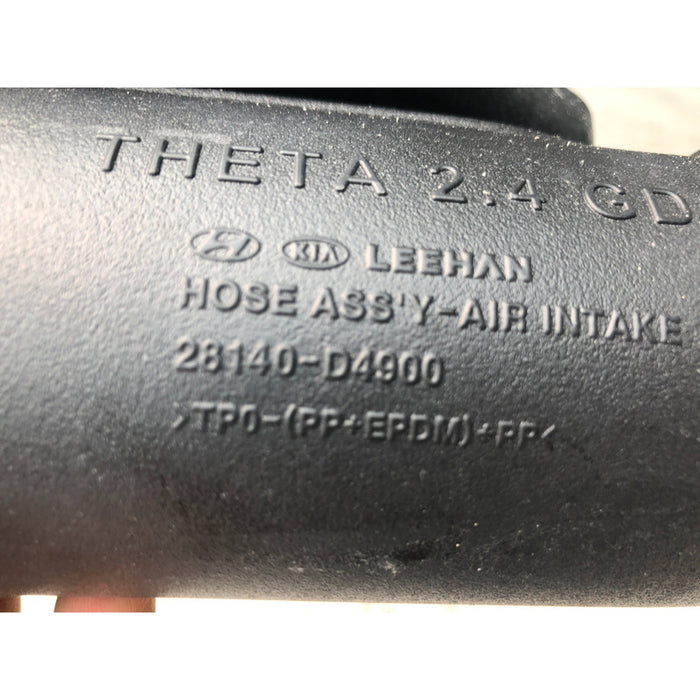 THETA 2.4 GD
KIA LEEHAN
HOSE ASS'Y-AIR INTAKE
28140-D4900
>TPO-(PP+EPDM)+PP<